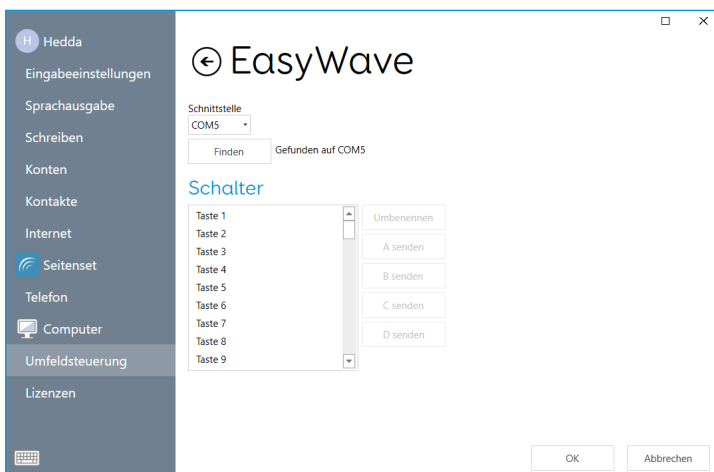 H Hedda
Eingabeeinstellungen
Sprachausgabe
Schreiben
Konten
Kontakte
Internet
Seitenset
Telefon
Computer
Umfeldsteuerung
Lizenzen
EasyWave
Schnittstelle
COM5
Finden
Gefunden auf COM5
Schalter
Taste 1
Taste 2
Taste 3
Taste 4
Taste 5
Taste 6
Taste 7
Taste 8
Taste 9
Umbenennen
A senden
B senden
C senden
D senden
OK
Abbrechen